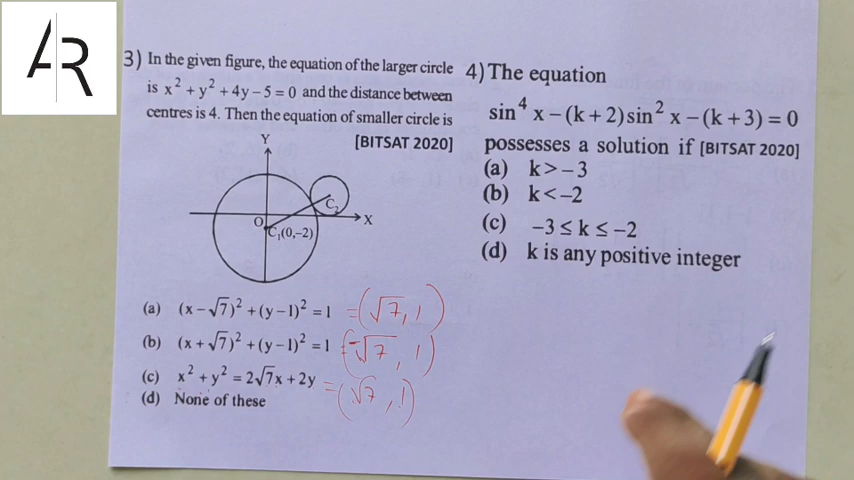 AR
3) In the given figure, the equation of the larger circle
is x² + y² + 4y – 5 = 0 and the distance between
centres is 4. Then the equation of smaller circle is
[BITSAT 2020]
Y
O
X
C₁(0,–2)
C₂
(a) (x – √7)² + (y – 1)² = 1 = (√7, 1)
(b) (x + √7)² + (y – 1)² = 1 = (-√7, 1)
(c) x² + y² = 2√7x + 2y = (√7, 1)
(d) None of these
4) The equation
sin⁴ x – (k + 2) sin² x – (k + 3) = 0
possesses a solution if [BITSAT 2020]
(a) k > – 3
(b) k < – 2
(c) –3 ≤ k ≤ –2
(d) k is any positive integer